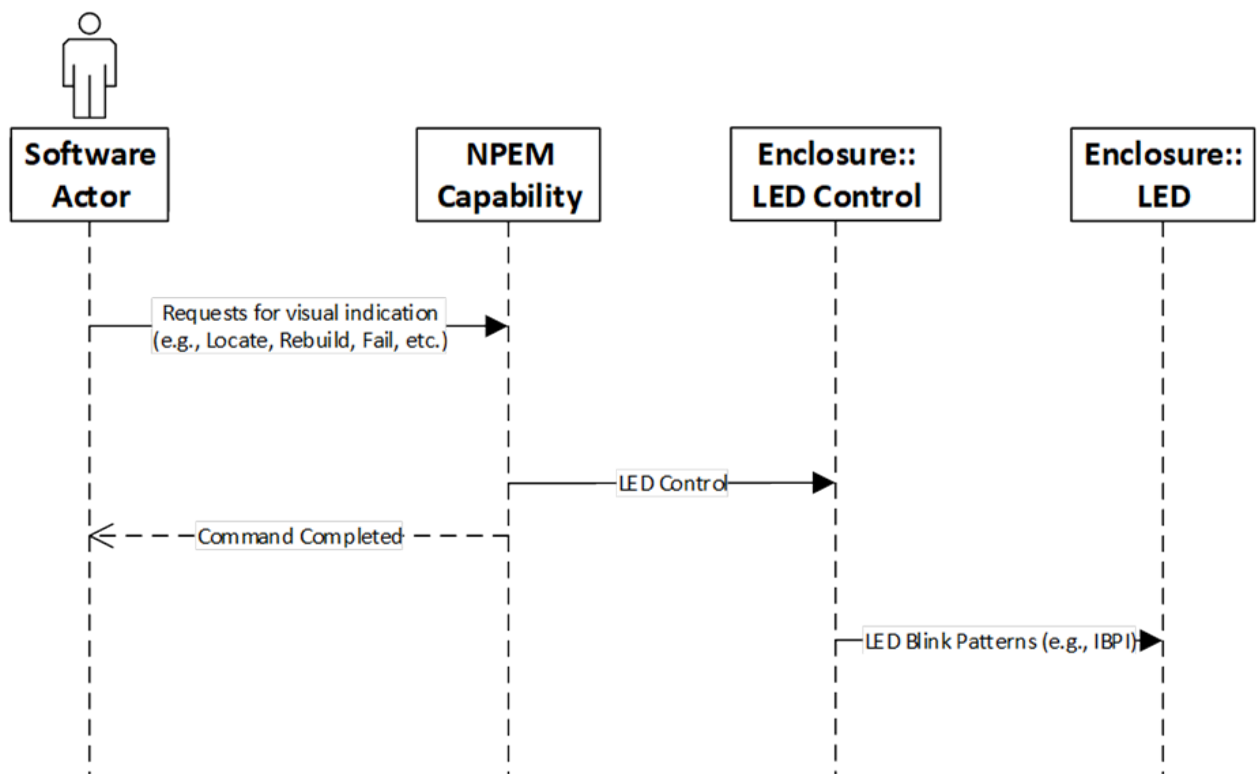 Software
Actor
NPEM
Capability
Enclosure::
LED Control
Enclosure::
LED
Requests for visual indication
(e.g., Locate, Rebuild, Fail, etc.)
LED Control
Command Completed
LED Blink Patterns (e.g., IBPI)